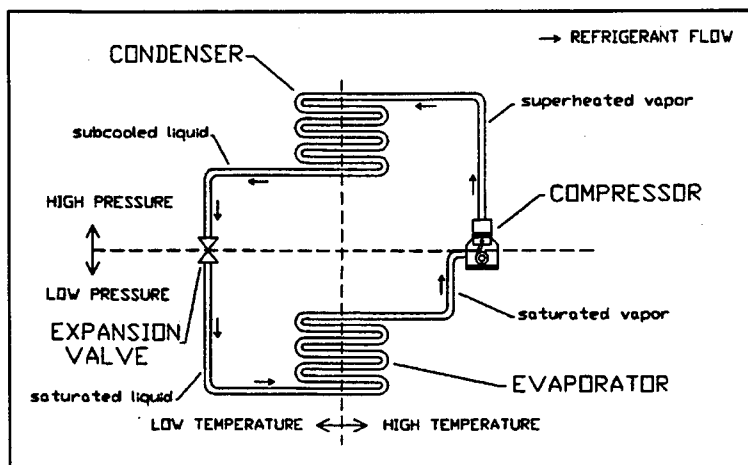 → REFRIGERANT FLOW
CONDENSER
superheated vapor
subcooled liquid
COMPRESSOR
HIGH PRESSURE
LOW PRESSURE
saturated vapor
EXPANSION
VALVE
EVAPORATOR
saturated liquid
LOW TEMPERATURE
HIGH TEMPERATURE